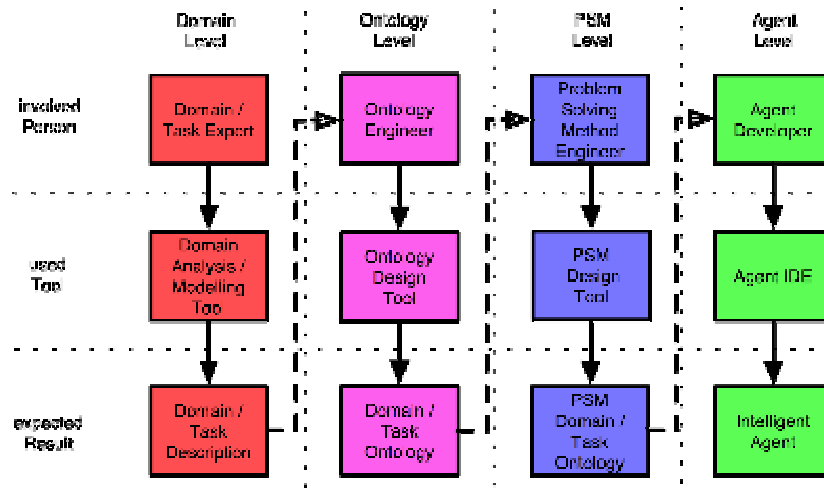 Domain Level
Ontology Level
PSM Level
Agent Level
involved Person
Domain / Task Expert
Ontology Engineer
Problem Solving Method Engineer
Agent Developer
used
Domain Analysis / Modelling
Ontology Design Tool
PSM Design Tool
Agent IDE
expected Result
Domain / Task Description
Domain / Task Ontology
PSM Domain / Task Ontology
Intelligent Agent